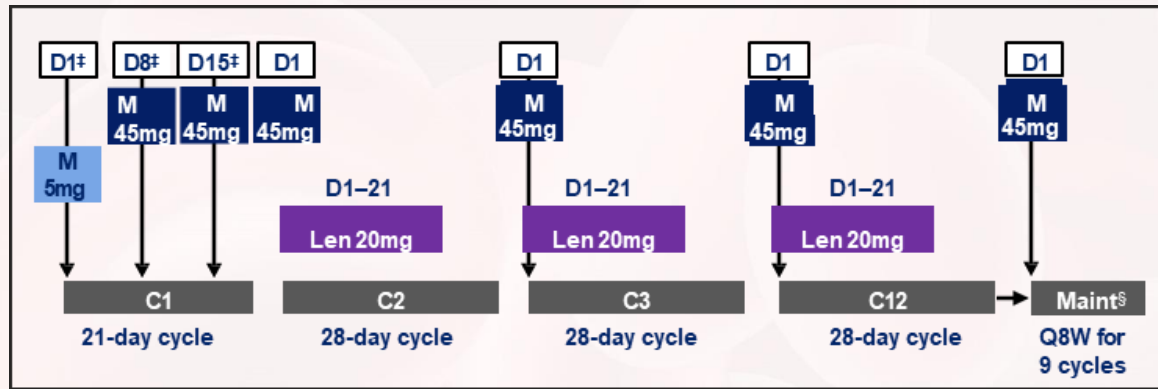 D1‡ D8‡ D15‡ D1 D1 D1 D1
M M M M M M
45mg 45mg 45mg 45mg 45mg 45mg
M
5mg
D1–21 D1–21 D1–21
Len 20mg Len 20mg Len 20mg
C1 C2 C3 C12 Maint§
21-day cycle 28-day cycle 28-day cycle 28-day cycle Q8W for
9 cycles